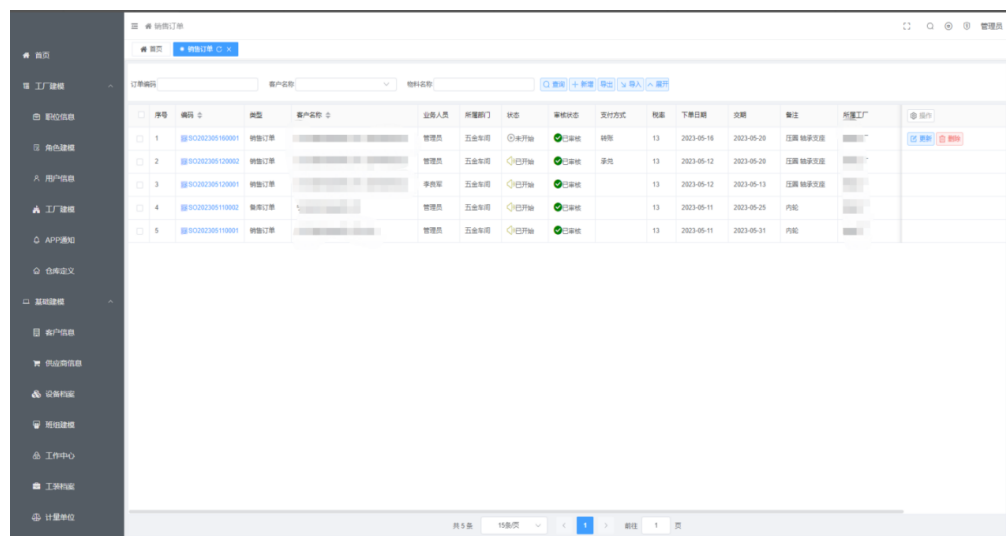 销售订单 管理员
首页 销售订单
首页
工厂建模
职位信息
角色建模
用户信息
工厂建模
APP通知
仓库定义
基础建模
客户信息
供应商信息
设备档案
班组建模
工作中心
工装档案
计量单位
订单编码 客户名称 物料名称 查询 新增 导出 导入 展开
序号 编码 类型 客户名称 业务人员 所属部门 状态 审核状态 支付方式 税率 下单日期 交期 备注 所属工厂 操作
1 SO202305160001 销售订单 管理员 五金车间 未开始 已审核 转账 13 2023-05-16 2023-05-20 压圆 轴承支座 更新 删除
2 SO202305120002 销售订单 管理员 五金车间 已开始 已审核 承兑 13 2023-05-12 2023-05-20 压圆 轴承支座
3 SO202305120001 销售订单 李良军 五金车间 已开始 已审核 13 2023-05-12 2023-05-13 压圆 轴承支座
4 SO202305110002 备库订单 管理员 五金车间 已开始 已审核 13 2023-05-11 2023-05-25 内轮
5 SO202305110001 销售订单 管理员 五金车间 已开始 已审核 13 2023-05-11 2023-05-31 内轮
共 5 条 15条/页 1 前往 1 页